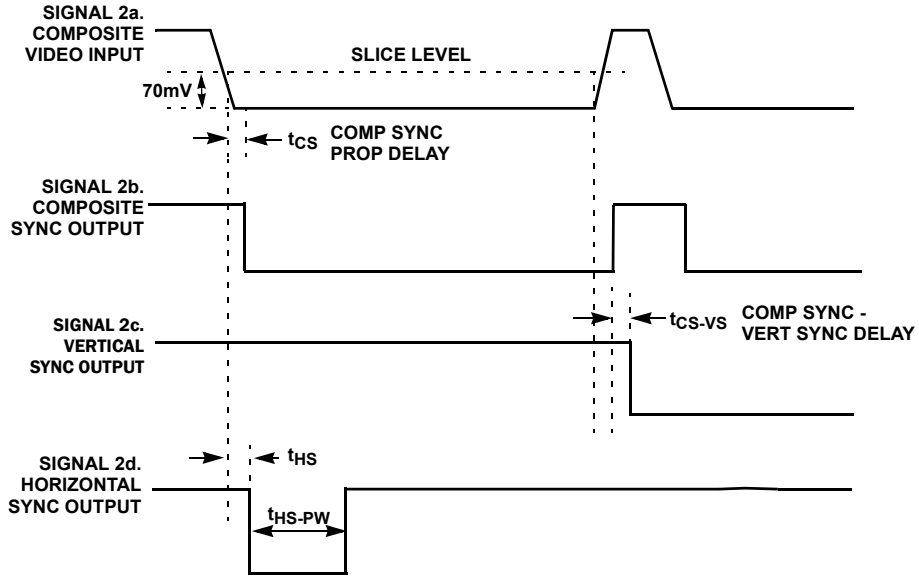 SIGNAL 2a.
COMPOSITE
VIDEO INPUT
SLICE LEVEL
70mV
tCS COMP SYNC
PROP DELAY
SIGNAL 2b.
COMPOSITE
SYNC OUTPUT
tCS-VS COMP SYNC -
VERT SYNC DELAY
SIGNAL 2c.
VERTICAL
SYNC OUTPUT
tHS
SIGNAL 2d.
HORIZONTAL
SYNC OUTPUT
tHS-PW